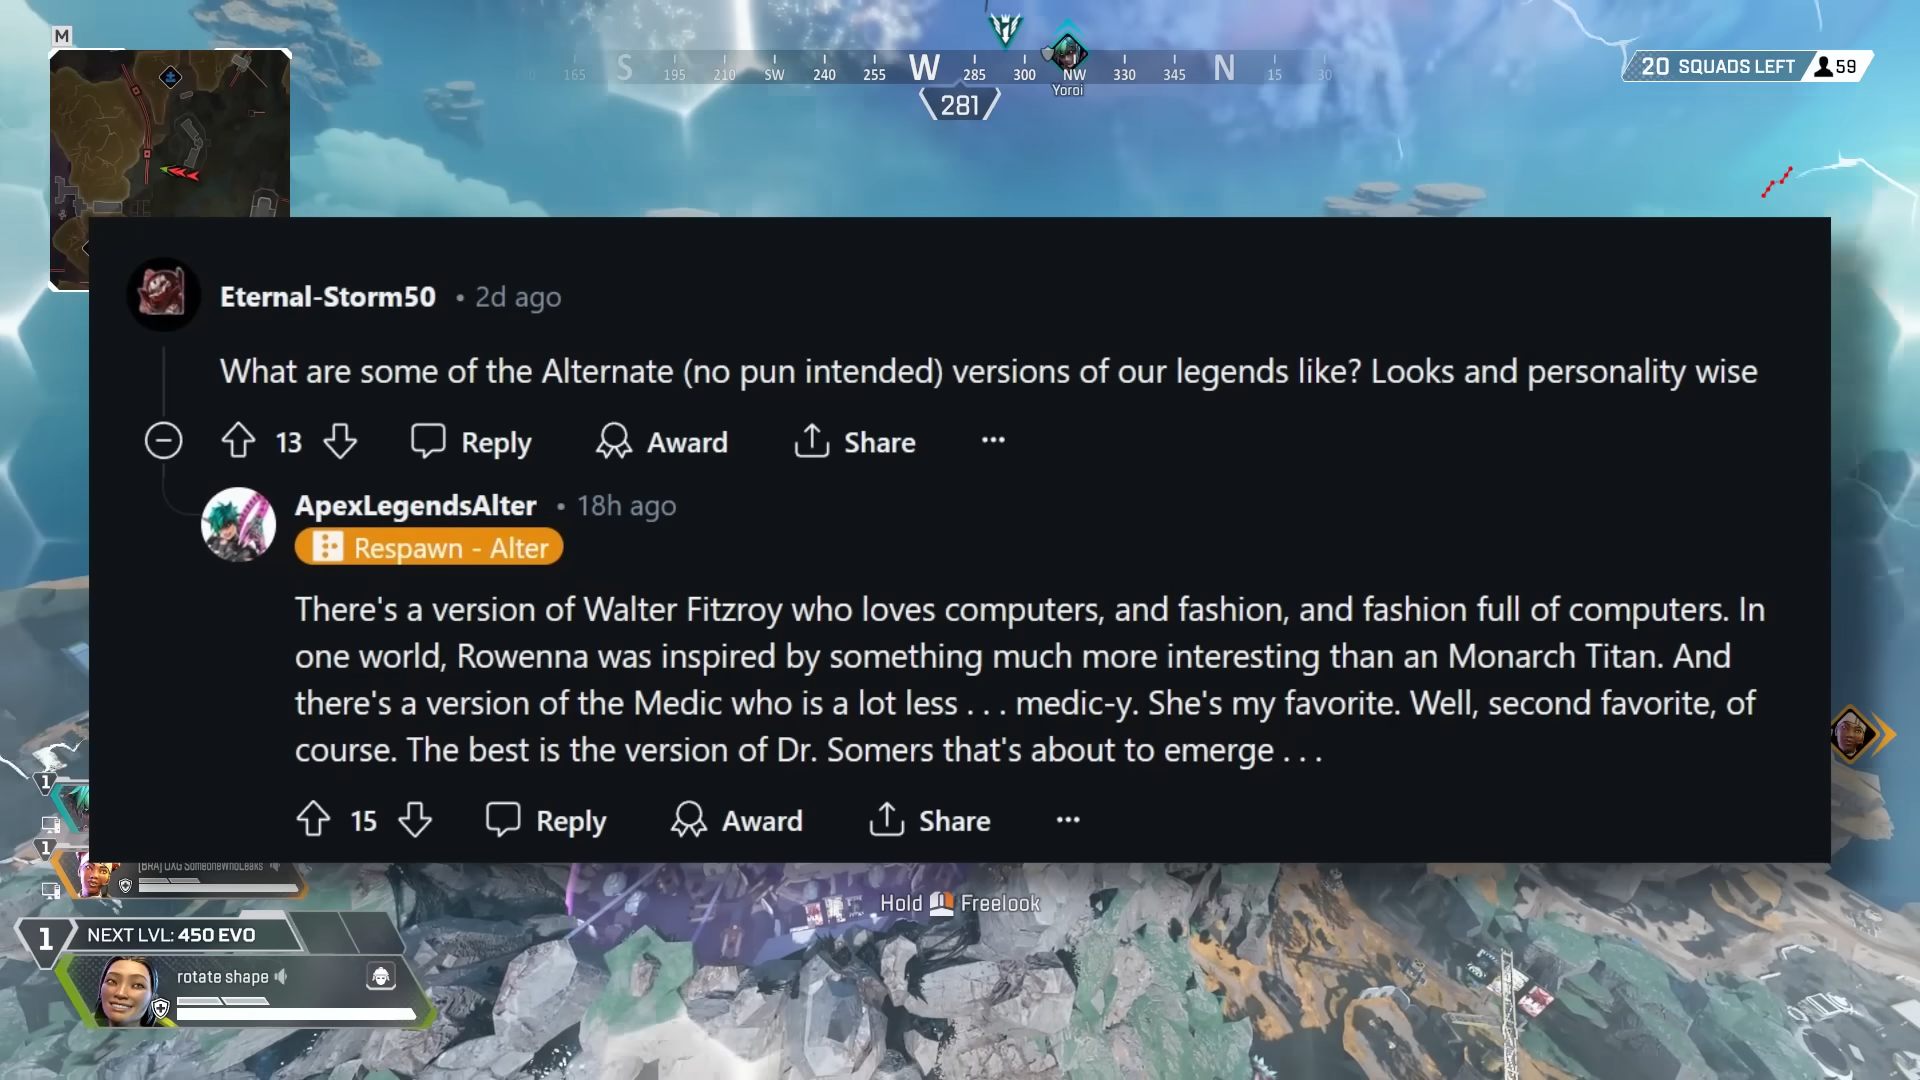 M
165 S 195 210 SW 240 255 W 285 300 NW 330 345 N 15 30
Yoroi
281
20 SQUADS LEFT 59
Eternal-Storm50 • 2d ago
What are some of the Alternate (no pun intended) versions of our legends like? Looks and personality wise
13 Reply Award Share ...
ApexLegendsAlter • 18h ago
Respawn - Alter
There's a version of Walter Fitzroy who loves computers, and fashion, and fashion full of computers. In
one world, Rowenna was inspired by something much more interesting than an Monarch Titan. And
there's a version of the Medic who is a lot less . . . medic-y. She's my favorite. Well, second favorite, of
course. The best is the version of Dr. Somers that's about to emerge . . .
15 Reply Award Share ...
1
1
[BRA] UXG SomeoneWhoLeaks
Hold Freelook
1 NEXT LVL: 450 EVO
rotate shape